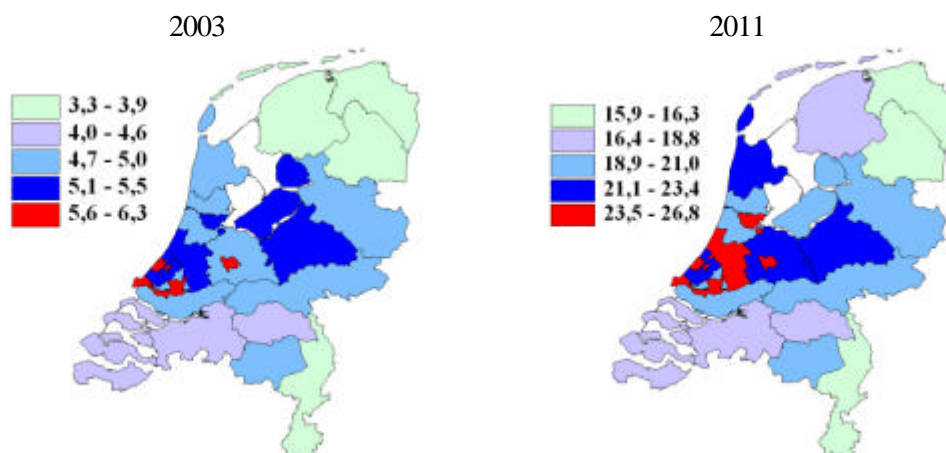 2003
3,3 - 3,9
4,0 - 4,6
4,7 - 5,0
5,1 - 5,5
5,6 - 6,3
2011
15,9 - 16,3
16,4 - 18,8
18,9 - 21,0
21,1 - 23,4
23,5 - 26,8